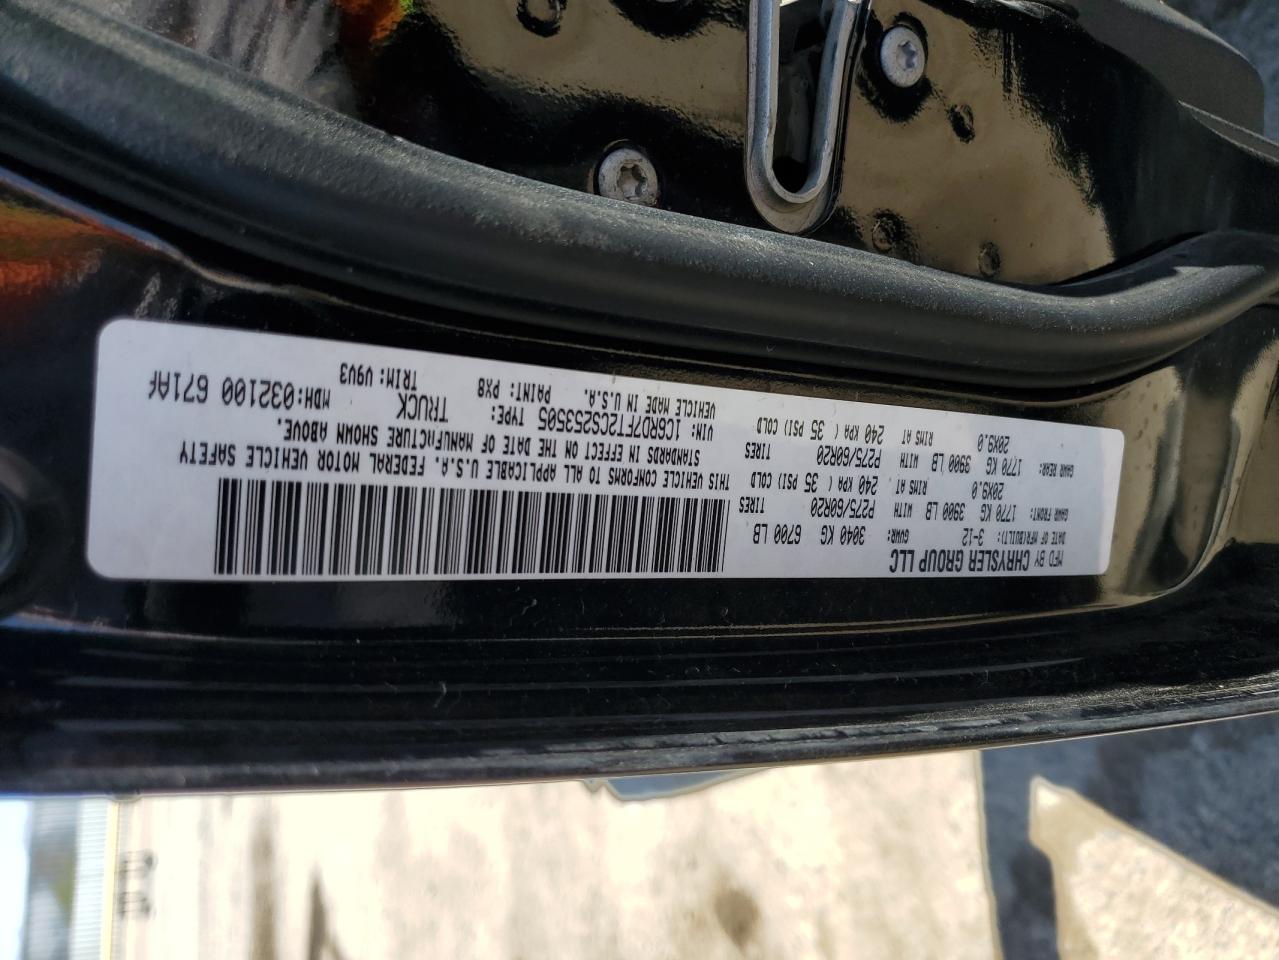 MFD BY CHRYSLER GROUP LLC
DATE OF MFR(BUILT): 3-12 GVWR: 3040 KG 6700 LB
GAWR FRONT: 1770 KG 3900 LB WITH P275/60R20 TIRES
20X9.0 RIMS AT 240 KPA ( 35 PSI) COLD
GAWR REAR: 1770 KG 3900 LB WITH P275/60R20 TIRES
20X9.0 RIMS AT 240 KPA ( 35 PSI) COLD
THIS VEHICLE CONFORMS TO ALL APPLICABLE U.S.A. FEDERAL MOTOR VEHICLE SAFETY
STANDARDS IN EFFECT ON THE DATE OF MANUFACTURE SHOWN ABOVE.
VIN: 1C6RD7FT2CS253505 TYPE: TRUCK MDH:032100 671AF
VEHICLE MADE IN U.S.A. PAINT: PX8 TRIM: V9V3